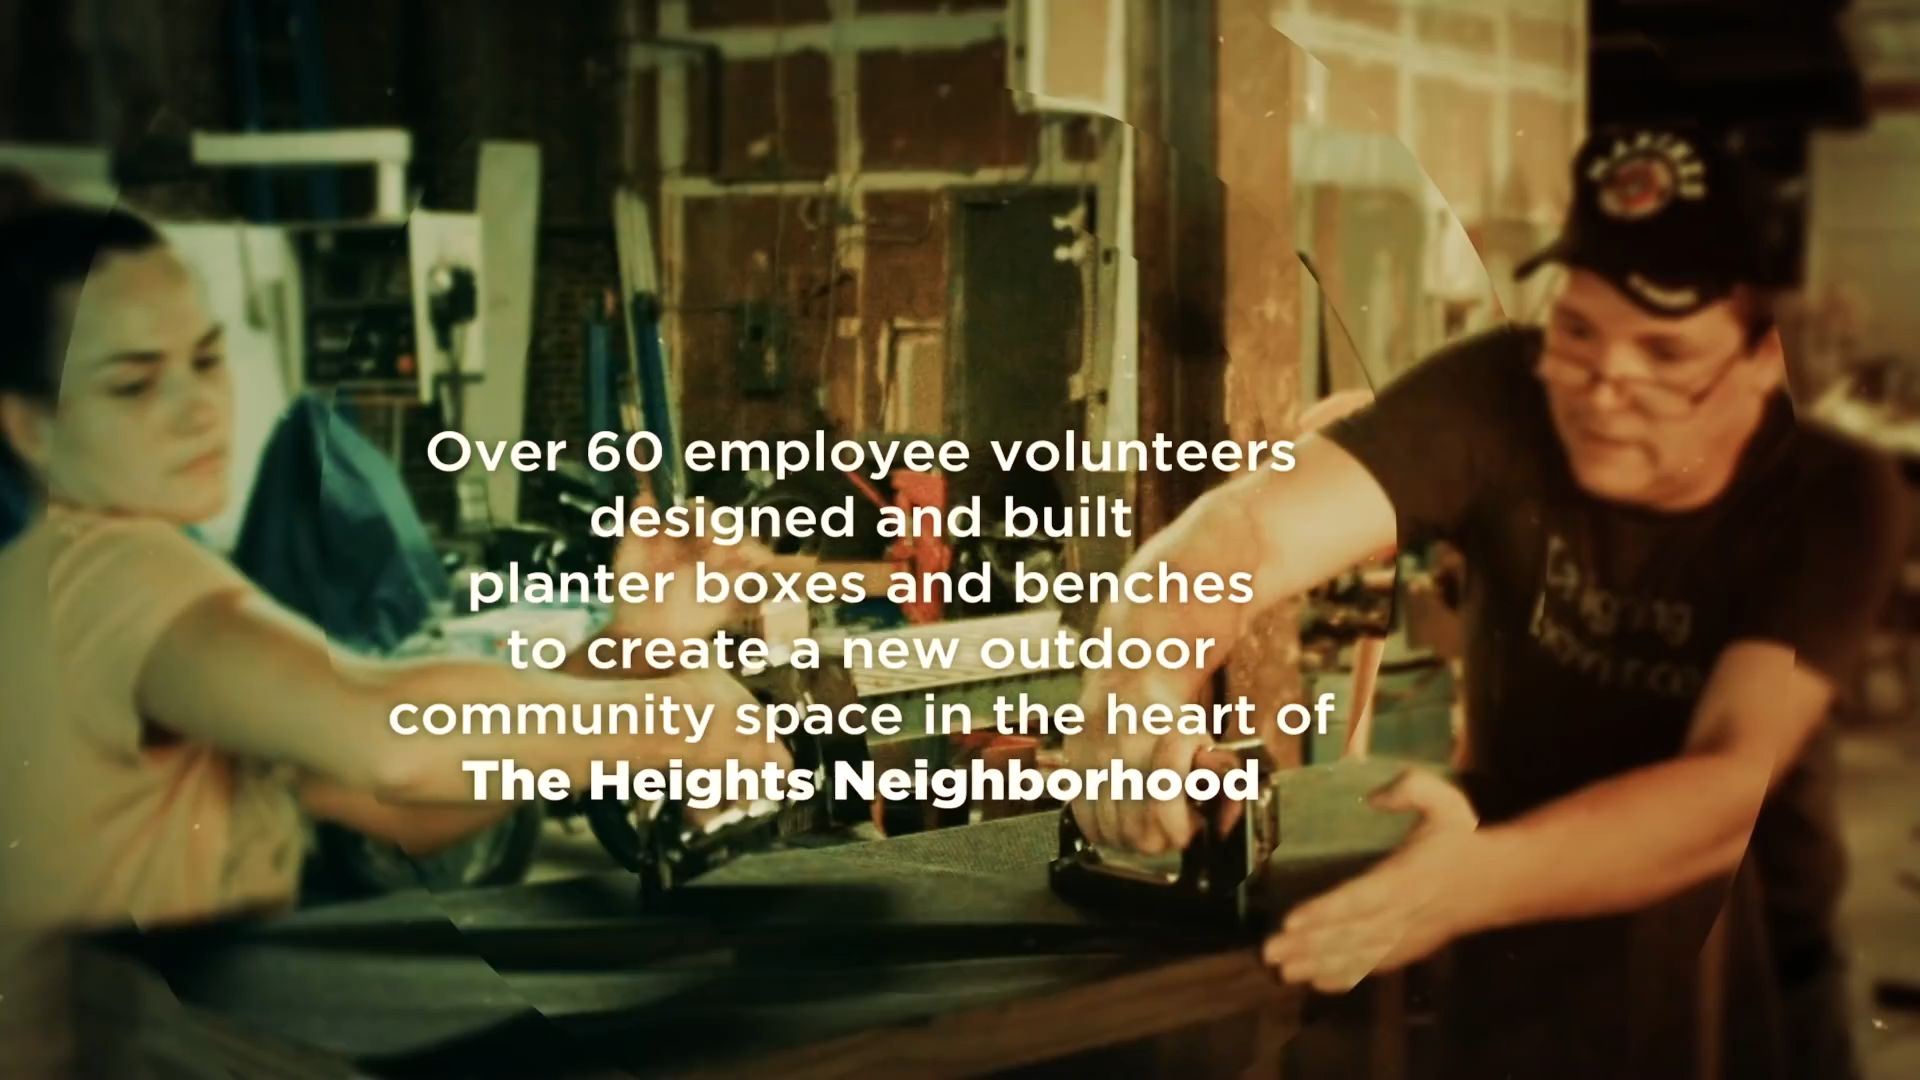 MARINES
Over 60 employee volunteers
designed and built
planter boxes and benches
to create a new outdoor
community space in the heart of
The Heights Neighborhood